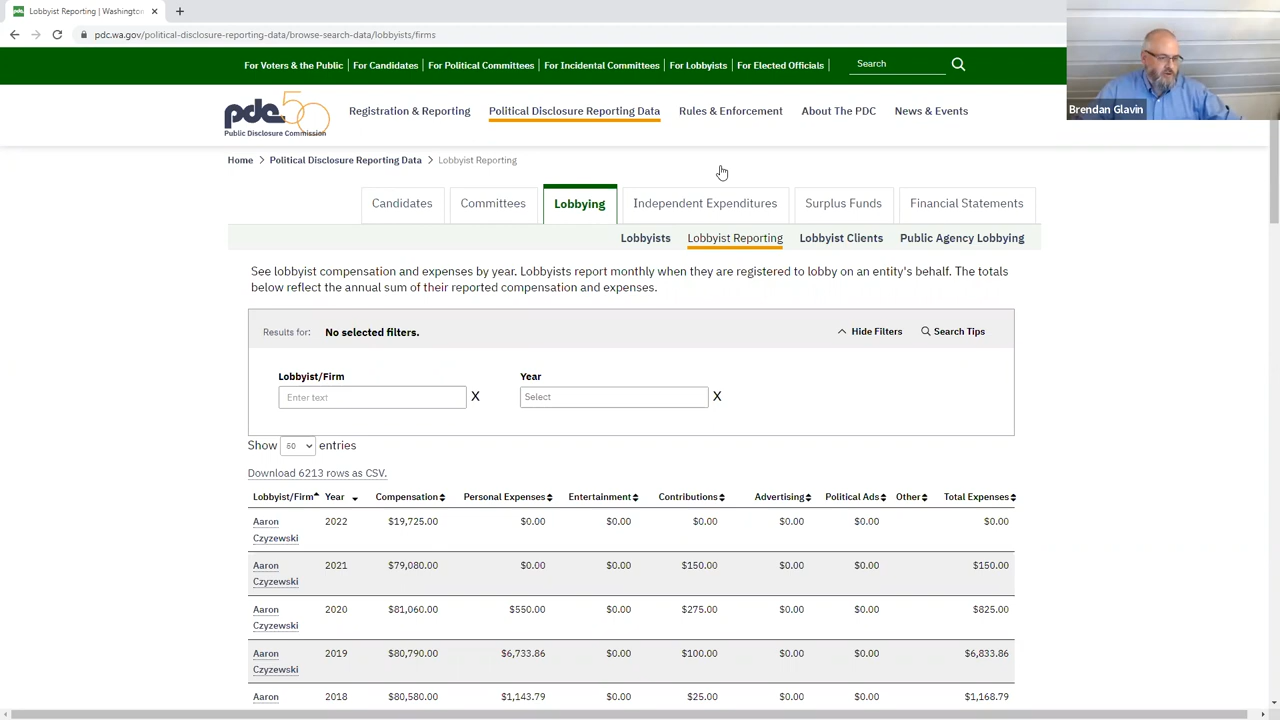 Lobbyist Reporting | Washington
pdc.wa.gov/political-disclosure-reporting-data/browse-search-data/lobbyists/firms
For Voters & the Public | For Candidates | For Political Committees | For Incidental Committees | For Lobbyists | For Elected Officials | Search
Brendan Glavin
pdc 50
Public Disclosure Commission
Registration & Reporting Political Disclosure Reporting Data Rules & Enforcement About The PDC News & Events
Home > Political Disclosure Reporting Data > Lobbyist Reporting
Candidates Committees Lobbying Independent Expenditures Surplus Funds Financial Statements
Lobbyists Lobbyist Reporting Lobbyist Clients Public Agency Lobbying
See lobbyist compensation and expenses by year. Lobbyists report monthly when they are registered to lobby on an entity's behalf. The totals
below reflect the annual sum of their reported compensation and expenses.
Results for: No selected filters. Hide Filters Search Tips
Lobbyist/Firm Year
Enter text X Select X
Show 60 entries
Download 6213 rows as CSV.
Lobbyist/Firm Year Compensation Personal Expenses Entertainment Contributions Advertising Political Ads Other Total Expenses
Aaron 2022 $19,725.00 $0.00 $0.00 $0.00 $0.00 $0.00 $0.00
Czyzewski
Aaron 2021 $79,080.00 $0.00 $0.00 $150.00 $0.00 $0.00 $150.00
Czyzewski
Aaron 2020 $81,060.00 $550.00 $0.00 $275.00 $0.00 $0.00 $825.00
Czyzewski
Aaron 2019 $80,790.00 $6,733.86 $0.00 $100.00 $0.00 $0.00 $6,833.86
Czyzewski
Aaron 2018 $80,580.00 $1,143.79 $0.00 $25.00 $0.00 $0.00 $1,168.79